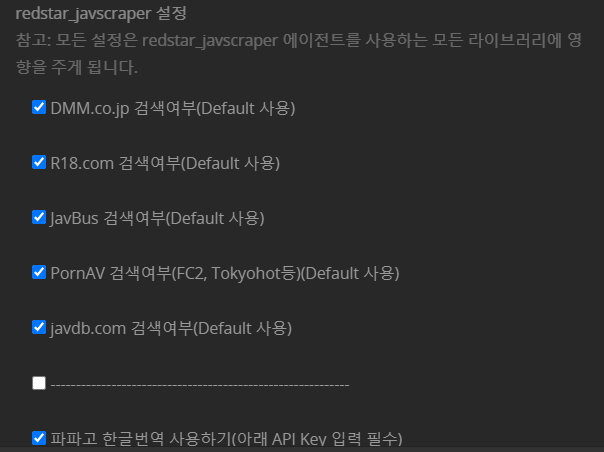 redstar_javscraper 설정
참고: 모든 설정은 redstar_javscraper 에이전트를 사용하는 모든 라이브러리에 영
향을 주게 됩니다.
DMM.co.jp 검색여부(Default 사용)
R18.com 검색여부(Default 사용)
JavBus 검색여부(Default 사용)
PornAV 검색여부(FC2, Tokyohot등)(Default 사용)
javdb.com 검색여부(Default 사용)
------------------------------------------------------------
파파고 한글번역 사용하기(아래 API Key 입력 필수)